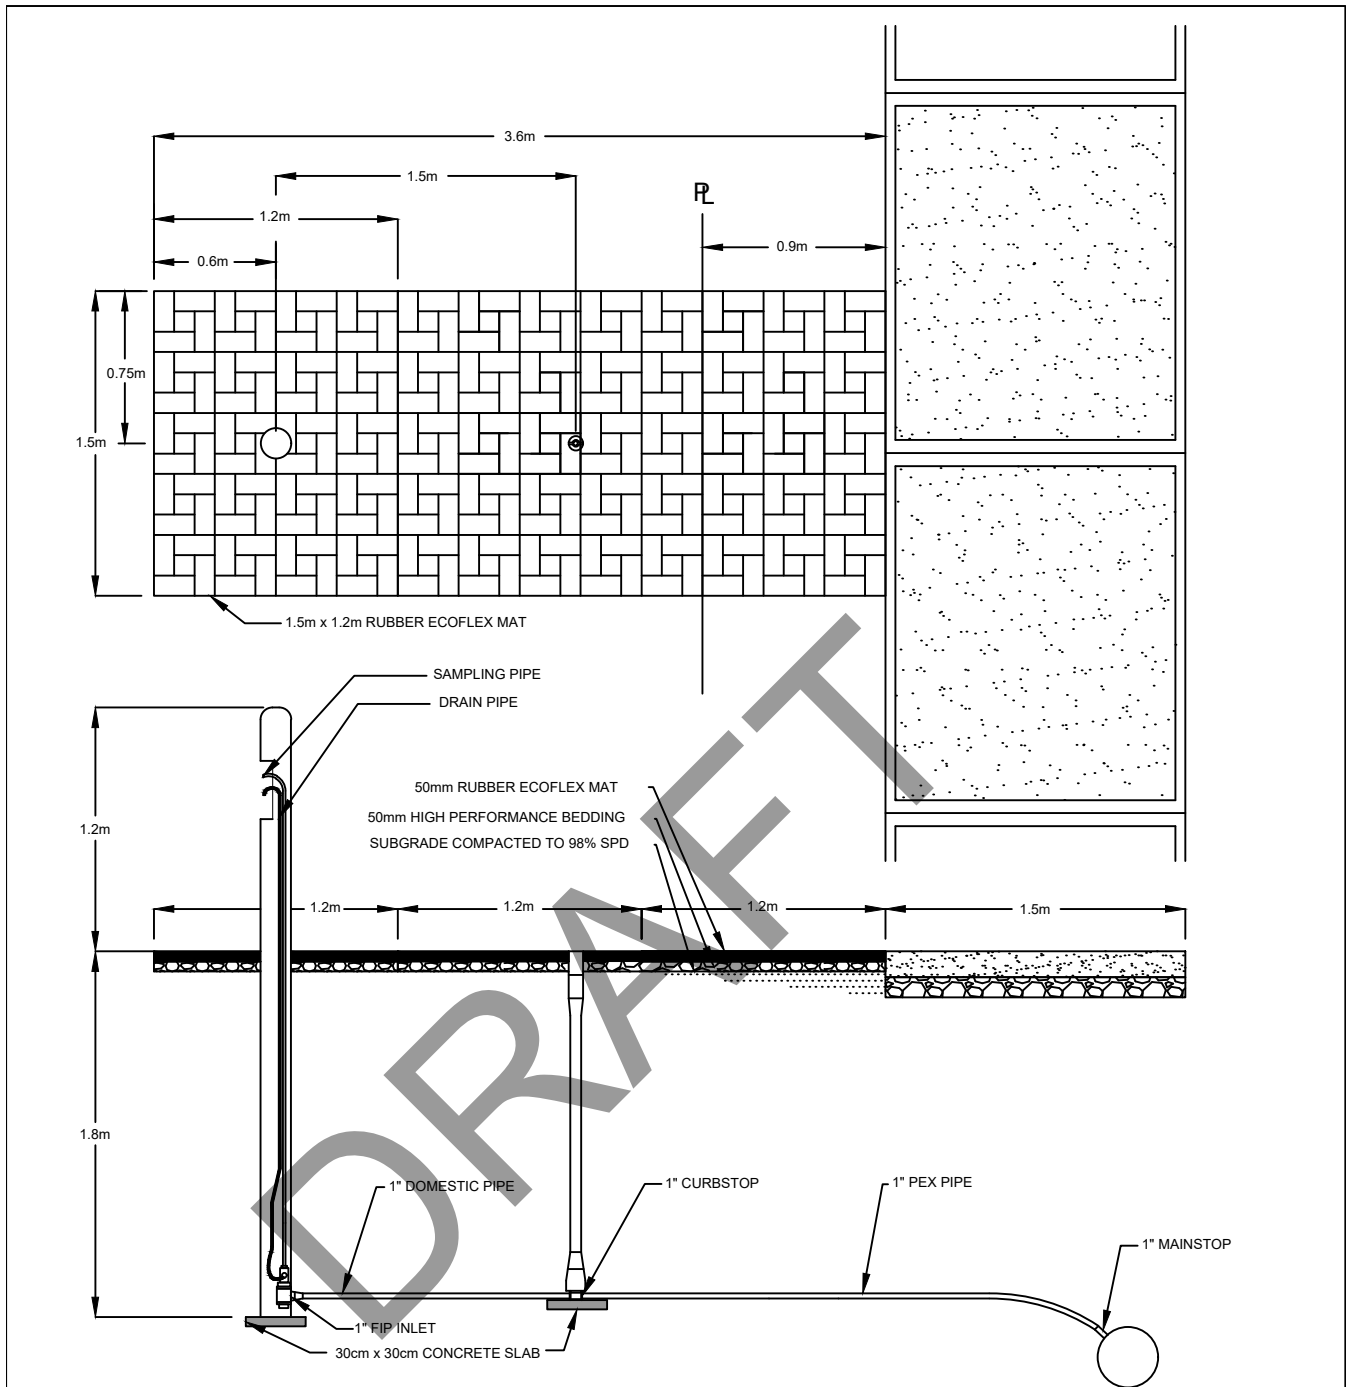 3.6m
1.5m
PL
1.2m
0.9m
0.6m
0.75m
1.5m
1.5m x 1.2m RUBBER ECOFLEX MAT
SAMPLING PIPE
DRAIN PIPE
50mm RUBBER ECOFLEX MAT
50mm HIGH PERFORMANCE BEDDING
SUBGRADE COMPACTED TO 98% SPD
1.2m
1.2m
1.2m
1.2m
1.5m
DRAFT
1.8m
1" DOMESTIC PIPE
1" CURBSTOP
1" PEX PIPE
1" MAINSTOP
1" FIP INLET
30cm x 30cm CONCRETE SLAB